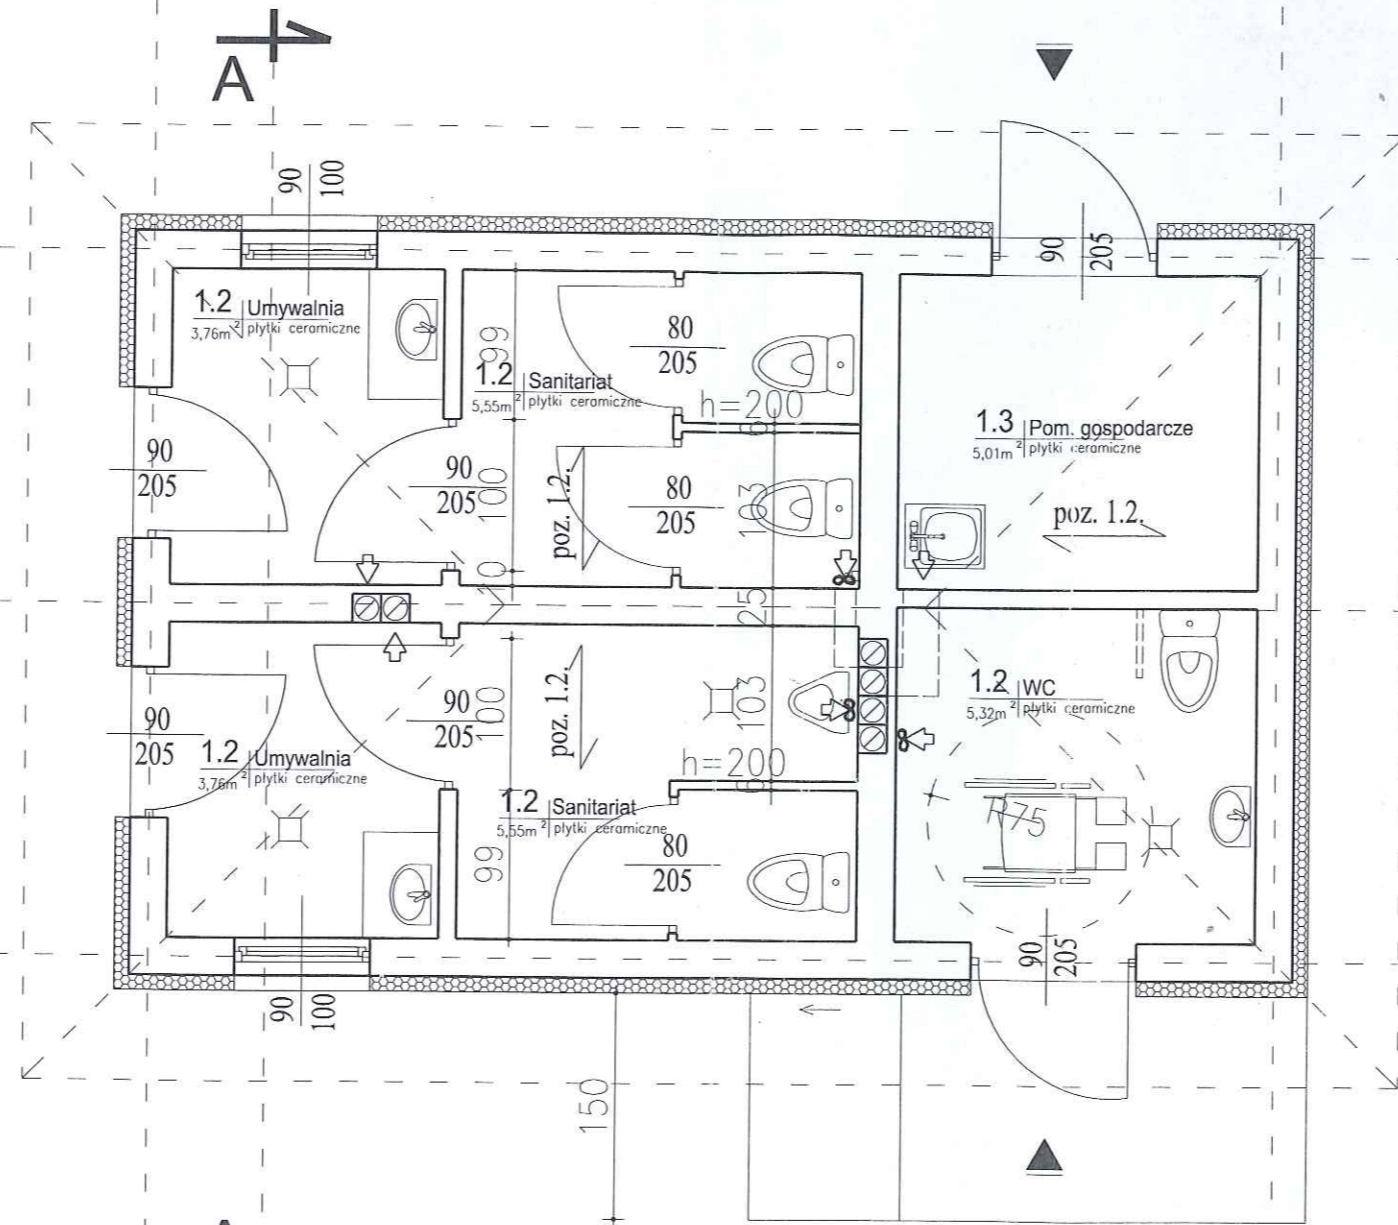 A
90
100
90
205
1.2 Umywalnia
3,76m² płytki ceramiczne
99
80
205
1.2 Sanitariat
5,55m² płytki ceramiczne
h=200
1.3 Pom. gospodarcze
5,01m² płytki ceramiczne
90
205
90
205
100
poz. 1.2.
80
205
103
poz. 1.2.
10
25
90
205
90
205
100
poz. 1.2.
103
1.2 WC
5,32m² płytki ceramiczne
1.2 Umywalnia
3,76m² płytki ceramiczne
h=200
1.2 Sanitariat
5,55m² płytki ceramiczne
R75
99
80
205
90
205
90
100
150